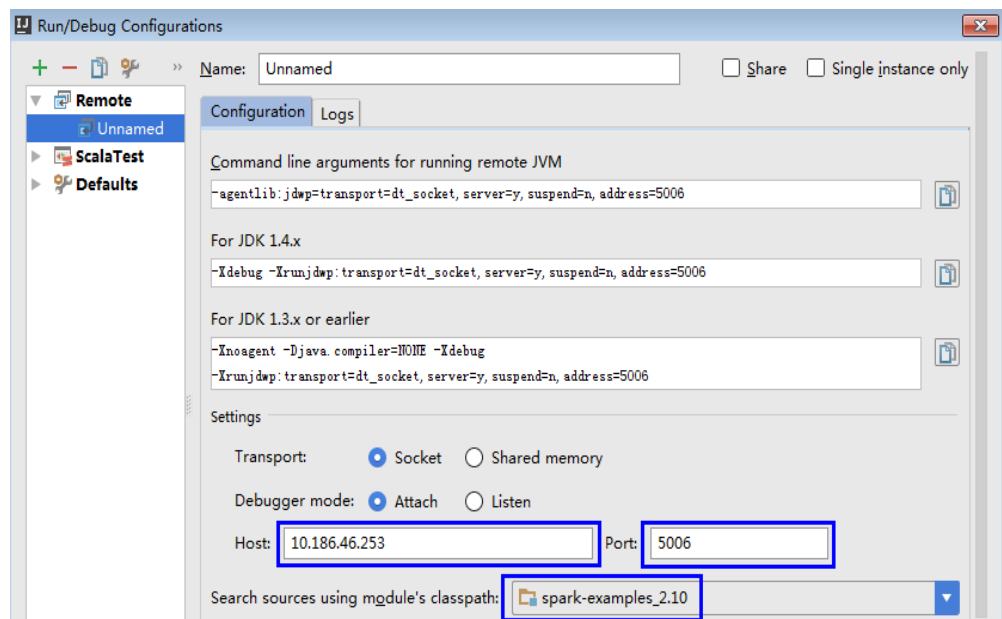 Run/Debug Configurations
Name: Unnamed Share Single instance only
Remote
Unnamed
ScalaTest
Defaults
Configuration Logs
Command line arguments for running remote JVM
-agentlib:jdwp=transport=dt_socket,server=y,suspend=n,address=5006
For JDK 1.4.x
-Xdebug -Xrunjdwp:transport=dt_socket,server=y,suspend=n,address=5006
For JDK 1.3.x or earlier
-Xnoagent -Djava.compiler=NONE -Xdebug
-Xrunjdwp:transport=dt_socket,server=y,suspend=n,address=5006
Settings
Transport: Socket Shared memory
Debugger mode: Attach Listen
Host: 10.186.46.253 Port: 5006
Search sources using module's classpath: spark-examples_2.10